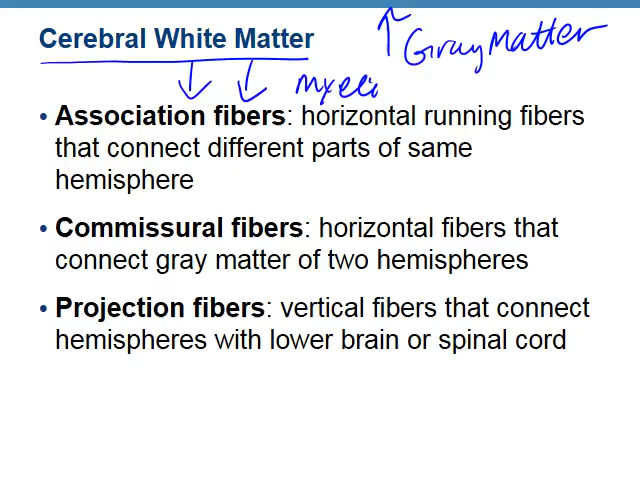 Cerebral White Matter
↑ Gray Matter
↓ ↓ myeli
• Association fibers: horizontal running fibers
that connect different parts of same
hemisphere
• Commissural fibers: horizontal fibers that
connect gray matter of two hemispheres
• Projection fibers: vertical fibers that connect
hemispheres with lower brain or spinal cord